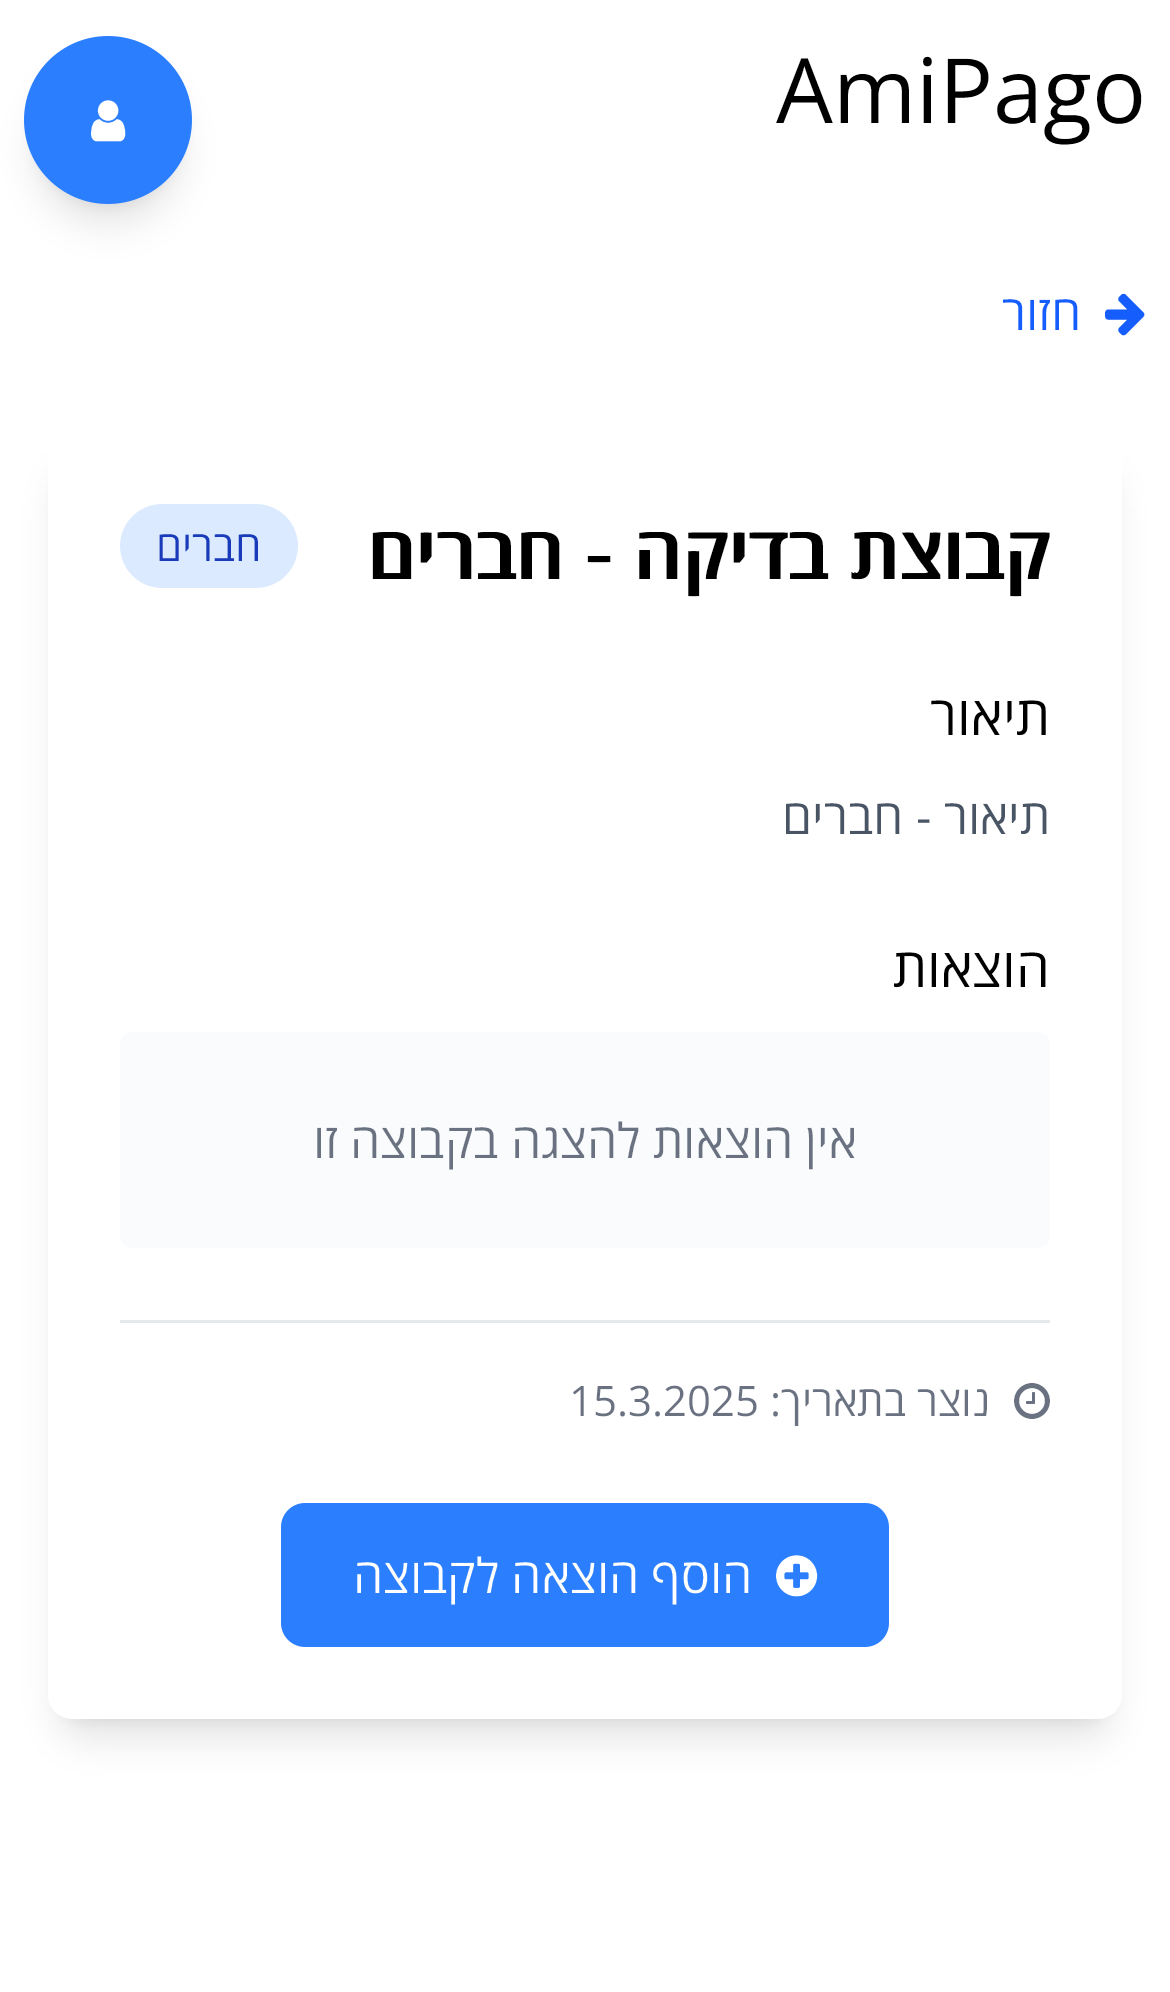 AmiPago
חזור
קבוצת בדיקה - חברים
חברים
תיאור
תיאור - חברים
הוצאות
אין הוצאות להצגה בקבוצה זו
נוצר בתאריך: 15.3.2025
הוסף הוצאה לקבוצה